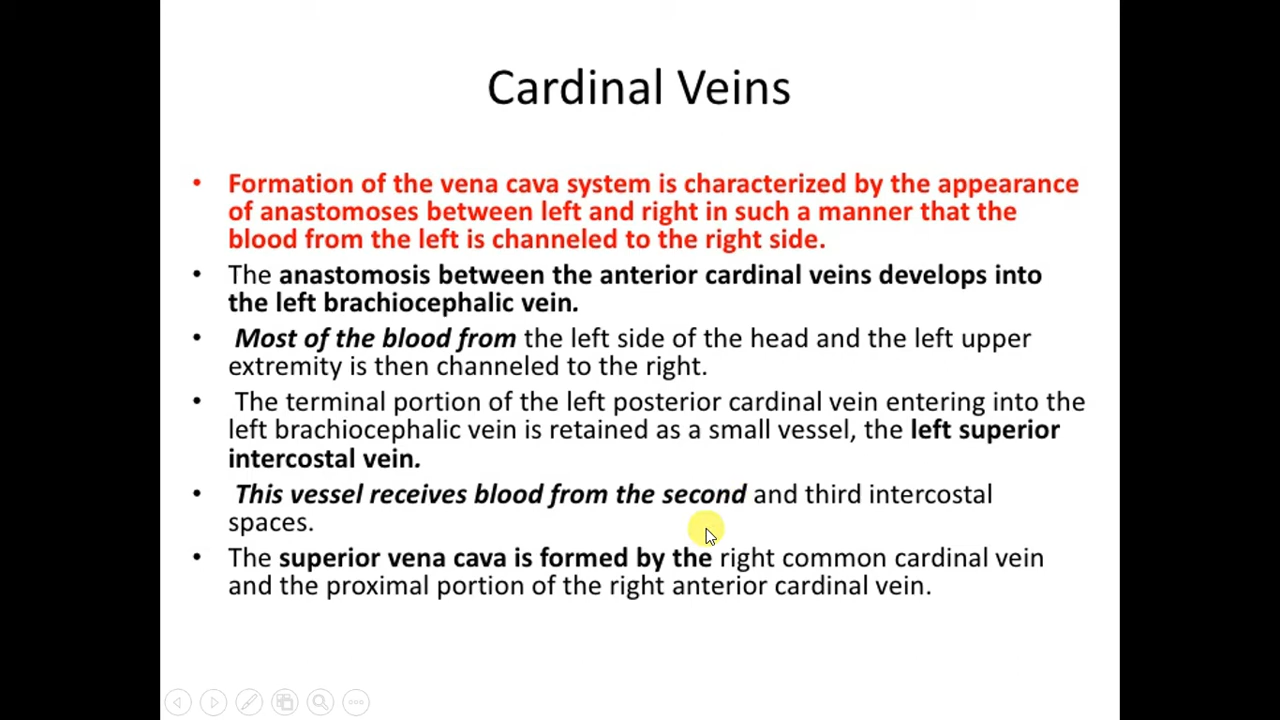 Cardinal Veins
• Formation of the vena cava system is characterized by the appearance
of anastomoses between left and right in such a manner that the
blood from the left is channeled to the right side.
• The anastomosis between the anterior cardinal veins develops into
the left brachiocephalic vein.
• Most of the blood from the left side of the head and the left upper
extremity is then channeled to the right.
• The terminal portion of the left posterior cardinal vein entering into the
left brachiocephalic vein is retained as a small vessel, the left superior
intercostal vein.
• This vessel receives blood from the second and third intercostal
spaces.
• The superior vena cava is formed by the right common cardinal vein
and the proximal portion of the right anterior cardinal vein.